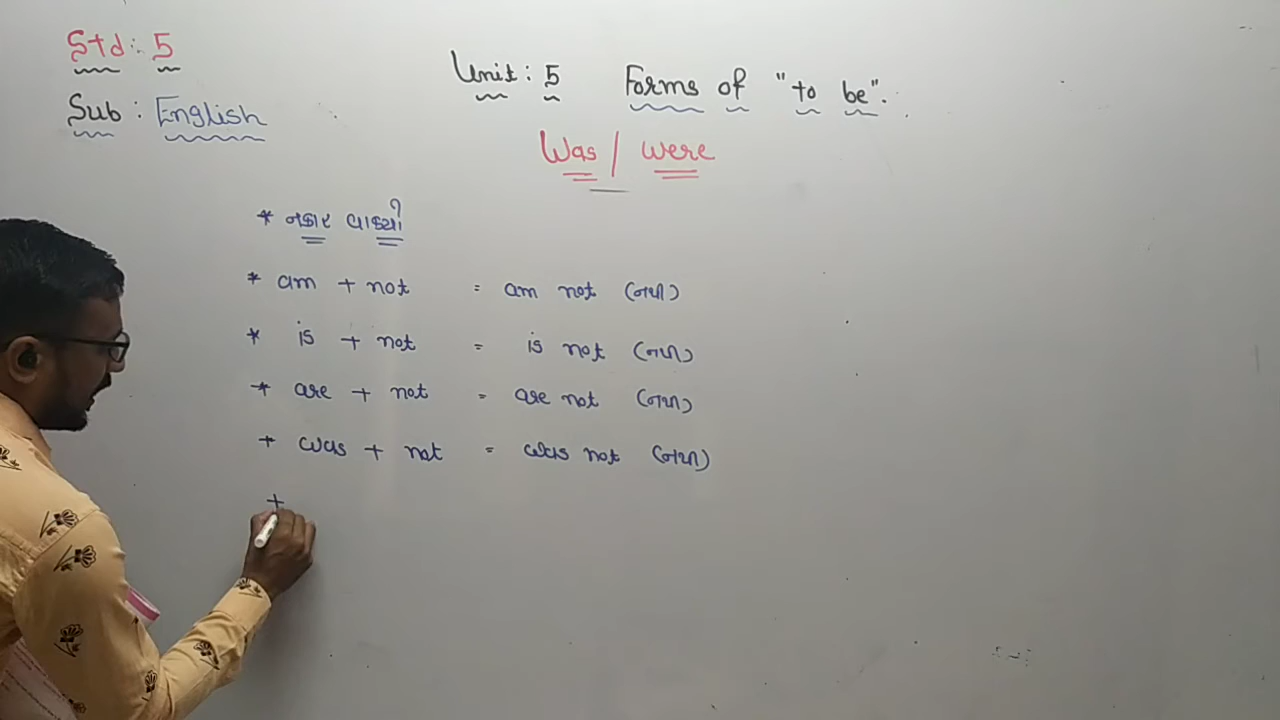 Std: 5
Unit: 5 Forms of "to be".
Sub : English
Was / were
* નકાર વાક્યો
* am + not = am not (નથી)
* is + not = is not (નથી)
* are + not = are not (નથી)
+ was + not = was not (નથી)
+